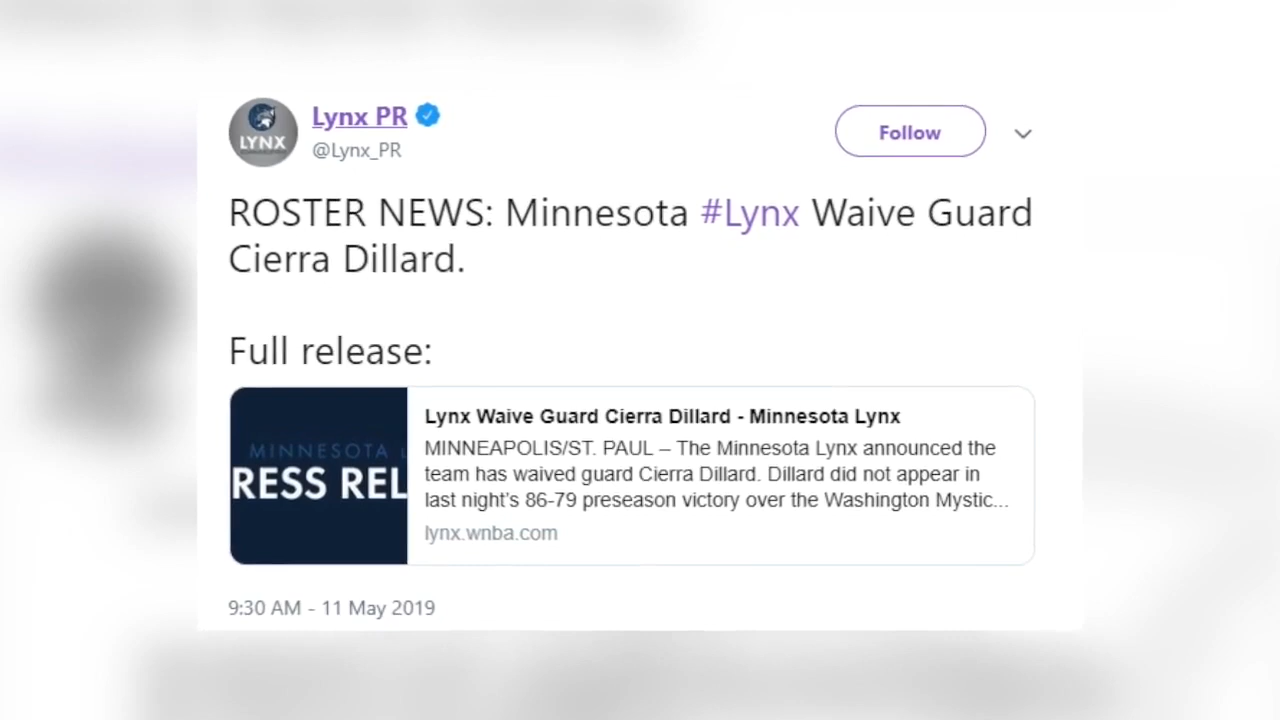 LYNX
Lynx PR
@Lynx_PR
Follow
ROSTER NEWS: Minnesota #Lynx Waive Guard
Cierra Dillard.
Full release:
MINNESOTA L
RESS REL
Lynx Waive Guard Cierra Dillard - Minnesota Lynx
MINNEAPOLIS/ST. PAUL – The Minnesota Lynx announced the
team has waived guard Cierra Dillard. Dillard did not appear in
last night's 86-79 preseason victory over the Washington Mystic...
lynx.wnba.com
9:30 AM - 11 May 2019